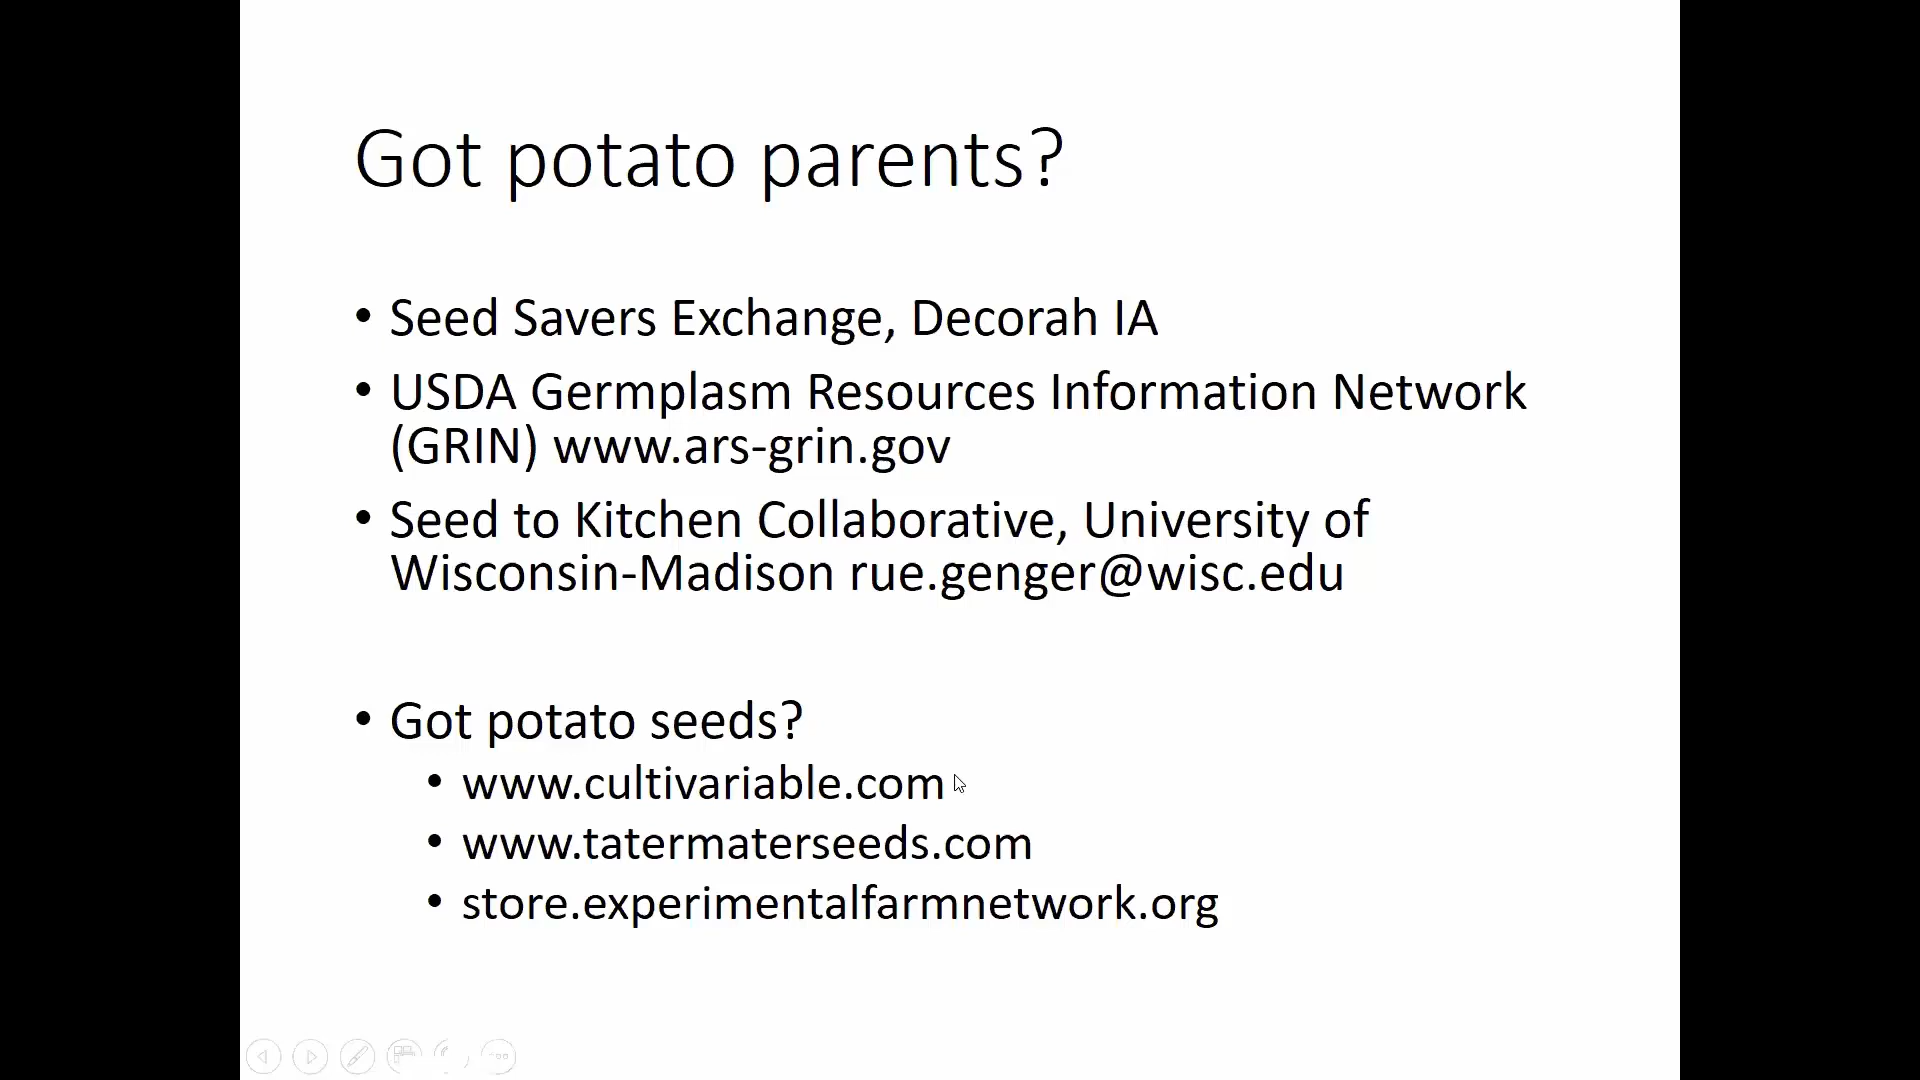 Got potato parents?
• Seed Savers Exchange, Decorah IA
• USDA Germplasm Resources Information Network
(GRIN) www.ars-grin.gov
• Seed to Kitchen Collaborative, University of
Wisconsin-Madison rue.genger@wisc.edu
• Got potato seeds?
• www.cultivariable.com
• www.tatermaterseeds.com
• store.experimentalfarmnetwork.org